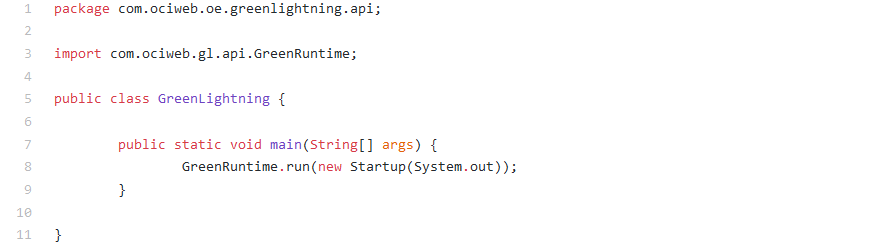 1 package com.ociweb.oe.greenlightning.api;
2
3 import com.ociweb.gl.api.GreenRuntime;
4
5 public class GreenLightning {
6
7 public static void main(String[] args) {
8 GreenRuntime.run(new Startup(System.out));
9 }
10
11 }